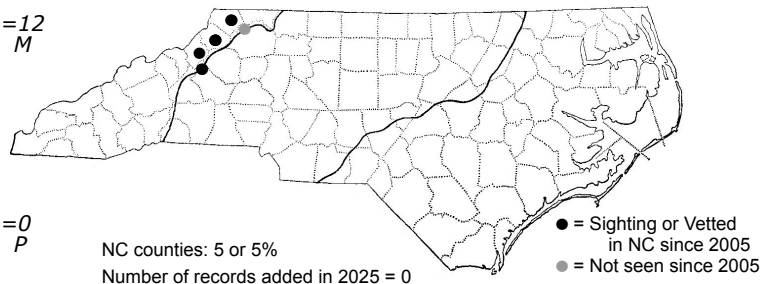 =12
M
=0
P
NC counties: 5 or 5%
Number of records added in 2025 = 0
= Sighting or Vetted
in NC since 2005
= Not seen since 2005